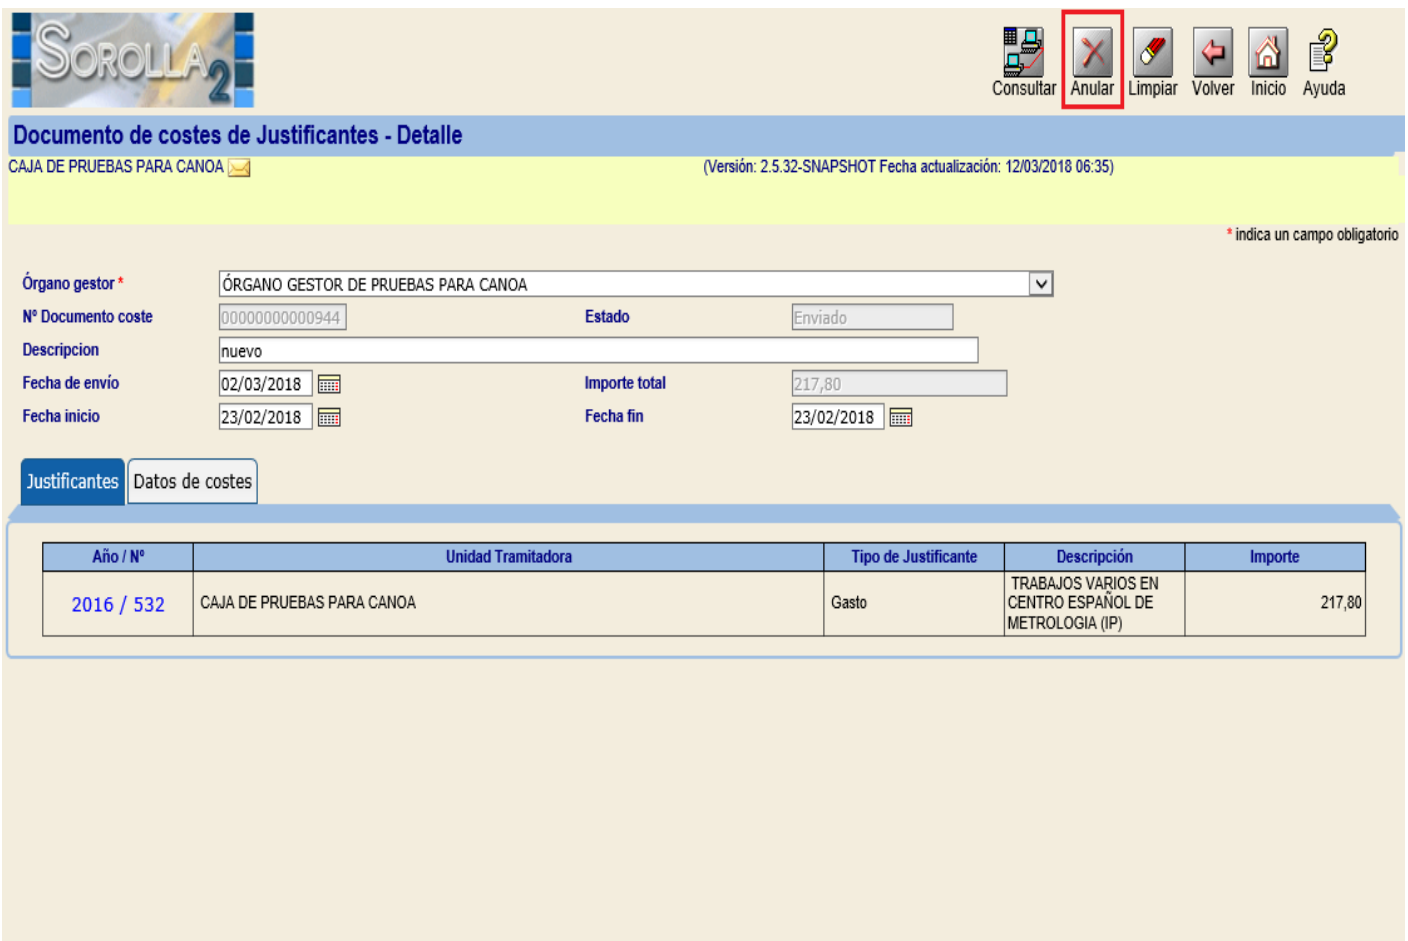 SOROLLA2
Consultar Anular Limpiar Volver Inicio Ayuda
Documento de costes de Justificantes - Detalle
CAJA DE PRUEBAS PARA CANOA (Versión: 2.5.32-SNAPSHOT Fecha actualización: 12/03/2018 06:35)
* indica un campo obligatorio
Órgano gestor * ÓRGANO GESTOR DE PRUEBAS PARA CANOA
Nº Documento coste 00000000000944 Estado Enviado
Descripcion nuevo
Fecha de envío 02/03/2018 Importe total 217,80
Fecha inicio 23/02/2018 Fecha fin 23/02/2018
Justificantes Datos de costes
Año / Nº Unidad Tramitadora Tipo de Justificante Descripción Importe
2016 / 532 CAJA DE PRUEBAS PARA CANOA Gasto TRABAJOS VARIOS EN
CENTRO ESPAÑOL DE
METROLOGIA (IP) 217,80